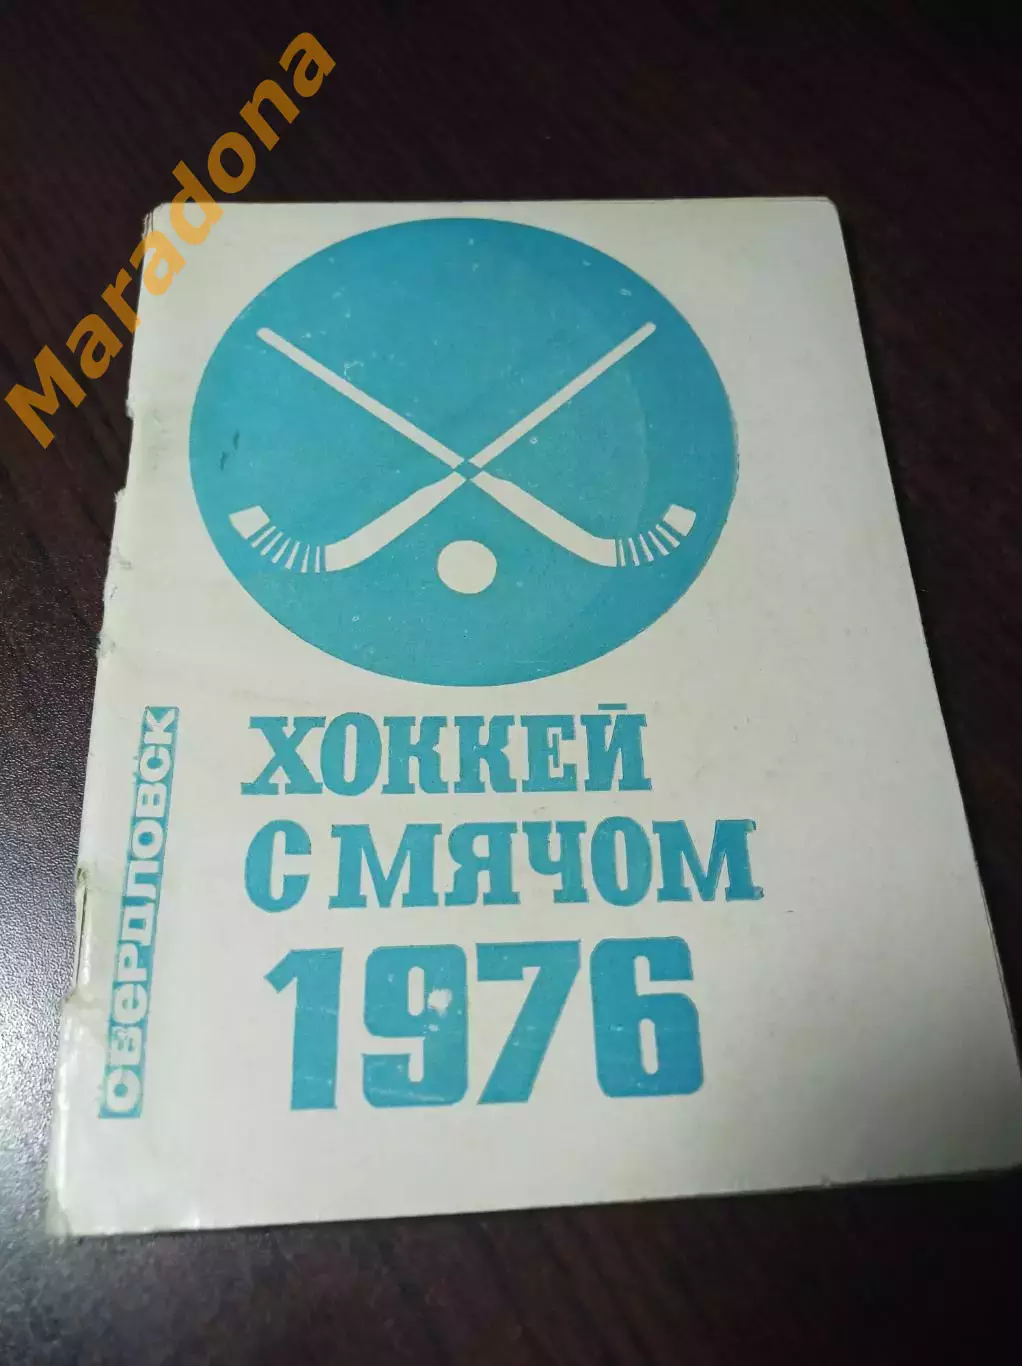 Maradona
ХОККЕЙ
С МЯЧОМ
1976
СВЕРДЛОВСК